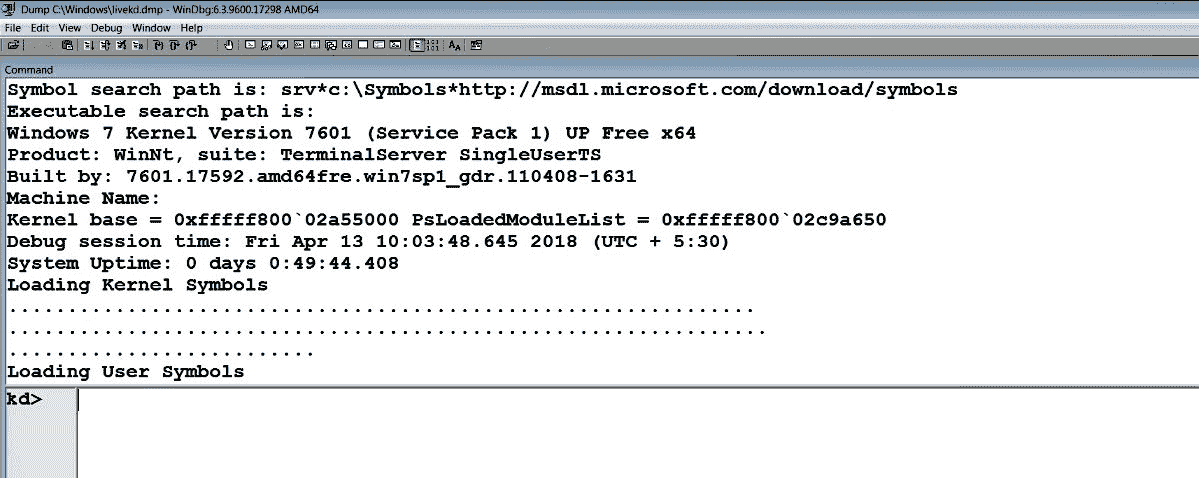 Dump C:\Windows\livekd.dmp - WinDbg:6.3.9600.17298 AMD64
File Edit View Debug Window Help
Command
Symbol search path is: srv*c:\Symbols*http://msdl.microsoft.com/download/symbols
Executable search path is:
Windows 7 Kernel Version 7601 (Service Pack 1) UP Free x64
Product: WinNt, suite: TerminalServer SingleUserTS
Built by: 7601.17592.amd64fre.win7sp1_gdr.110408-1631
Machine Name:
Kernel base = 0xfffff800`02a55000 PsLoadedModuleList = 0xfffff800`02c9a650
Debug session time: Fri Apr 13 10:03:48.645 2018 (UTC + 5:30)
System Uptime: 0 days 0:49:44.408
Loading Kernel Symbols
...............................................................
................................................................
..........................
Loading User Symbols
kd>